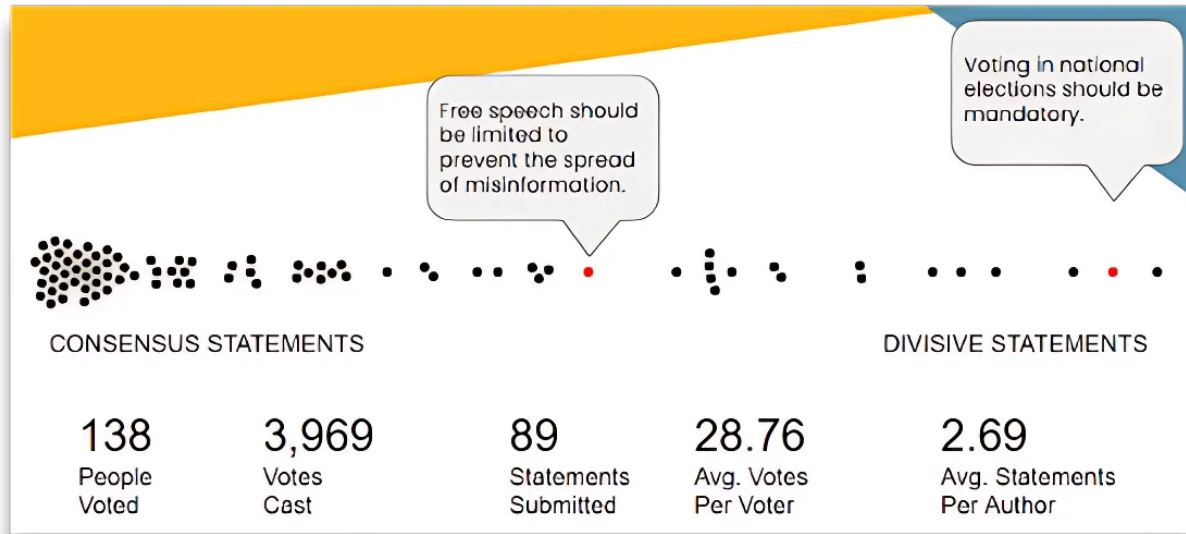 Voting in national
elections should be
mandatory.
Free speech should
be limited to
prevent the spread
of misinformation.
CONSENSUS STATEMENTS
DIVISIVE STATEMENTS
138
People
Voted
3,969
Votes
Cast
89
Statements
Submitted
28.76
Avg. Votes
Per Voter
2.69
Avg. Statements
Per Author